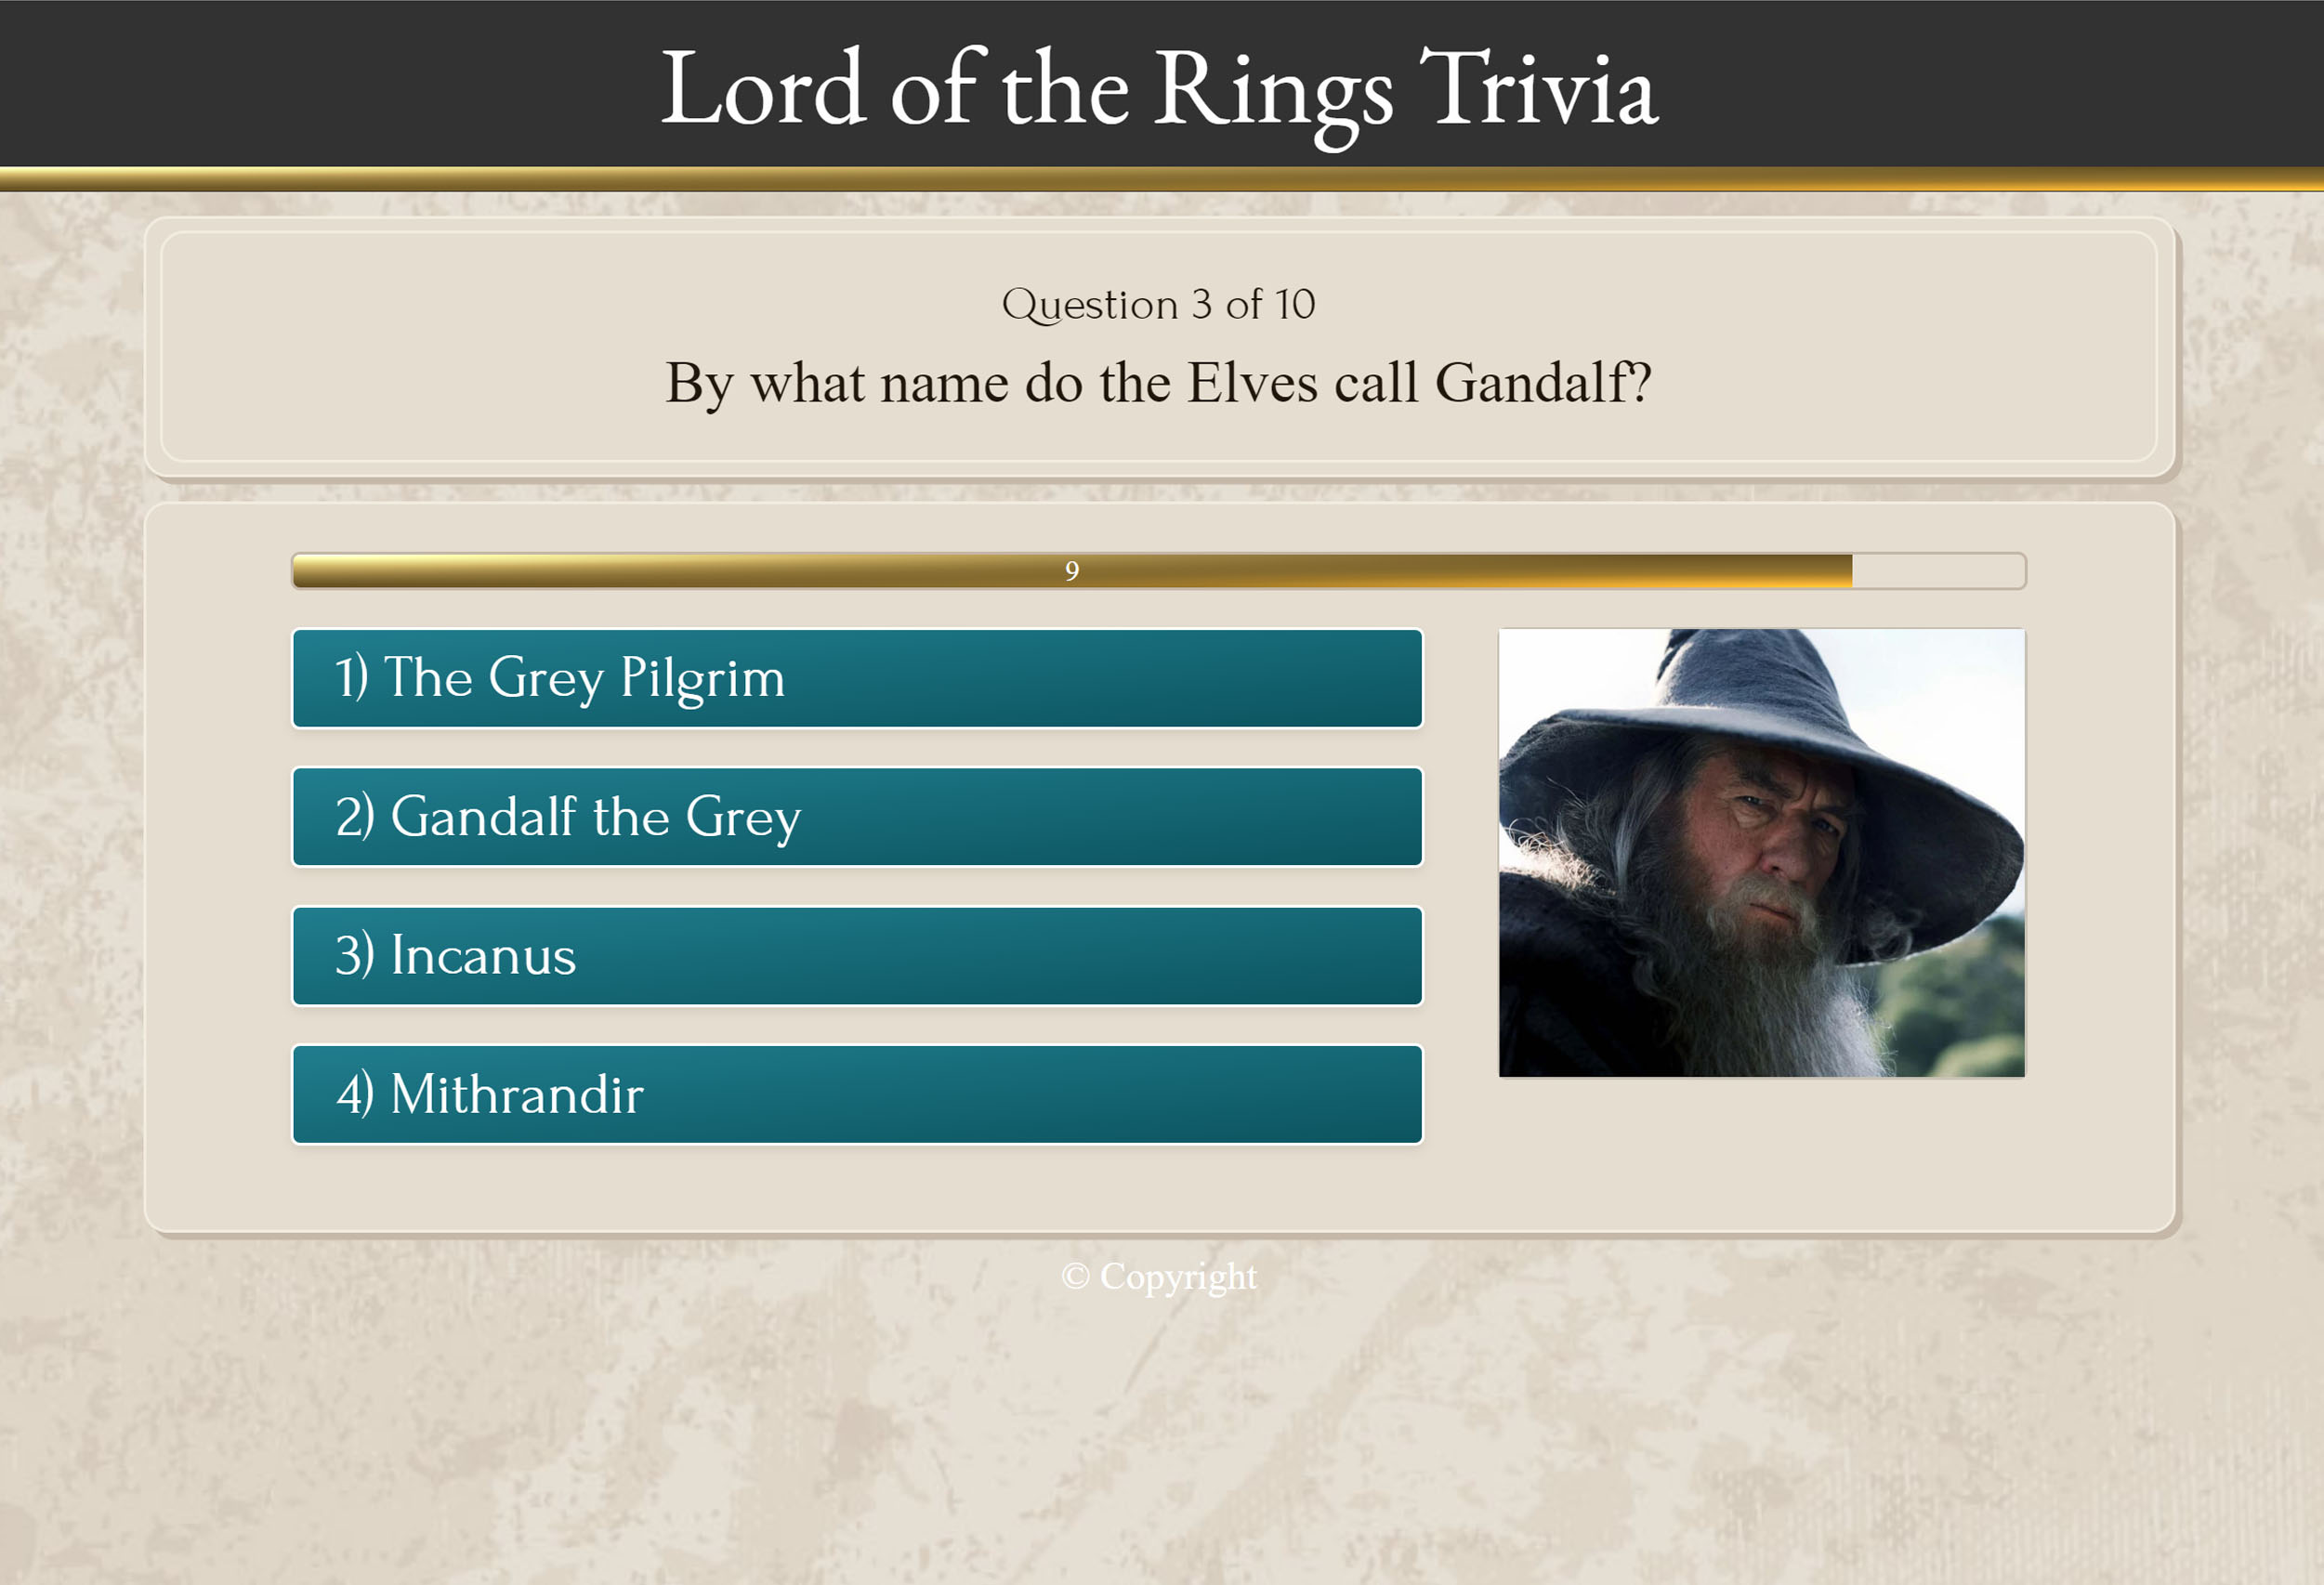 Lord of the Rings Trivia
Question 3 of 10
By what name do the Elves call Gandalf?
9
1) The Grey Pilgrim
2) Gandalf the Grey
3) Incanus
4) Mithrandir
© Copyright